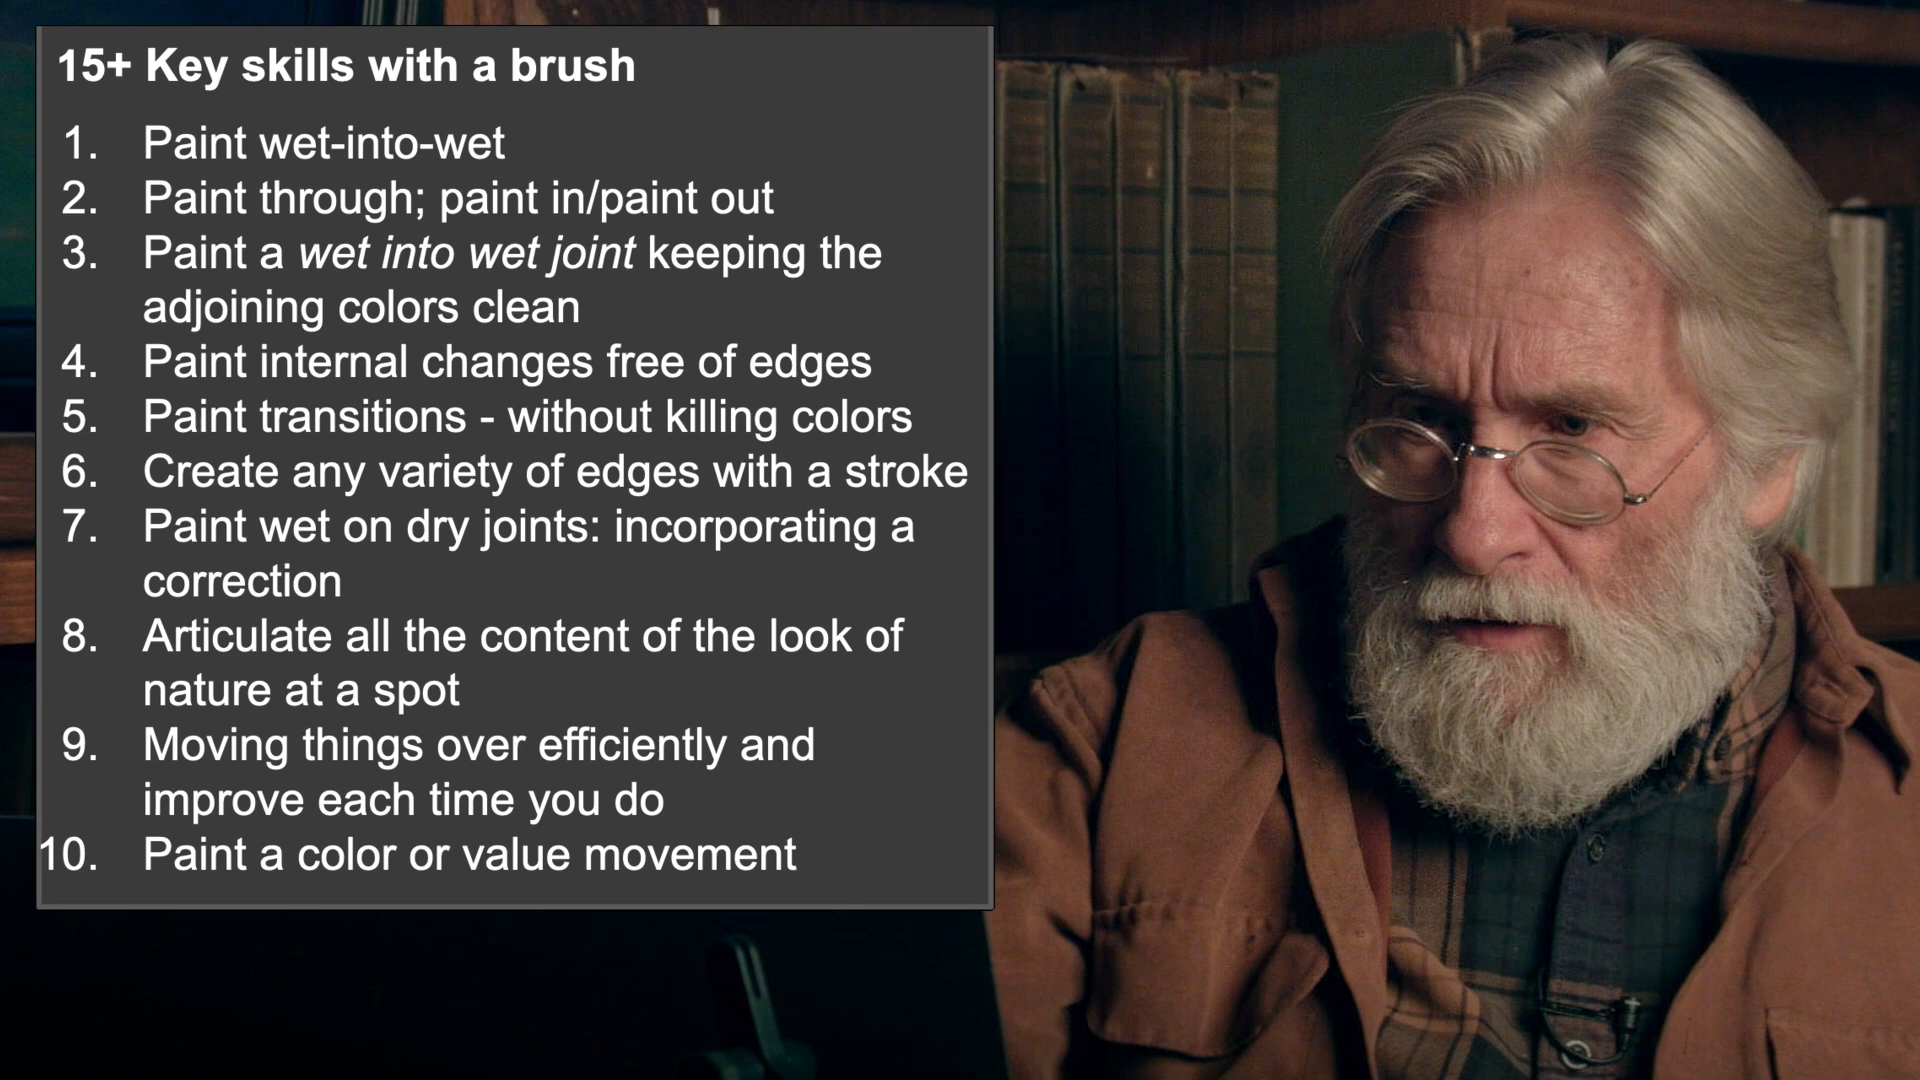 15+ Key skills with a brush
1. Paint wet-into-wet
2. Paint through; paint in/paint out
3. Paint a wet into wet joint keeping the
adjoining colors clean
4. Paint internal changes free of edges
5. Paint transitions - without killing colors
6. Create any variety of edges with a stroke
7. Paint wet on dry joints: incorporating a
correction
8. Articulate all the content of the look of
nature at a spot
9. Moving things over efficiently and
improve each time you do
10. Paint a color or value movement